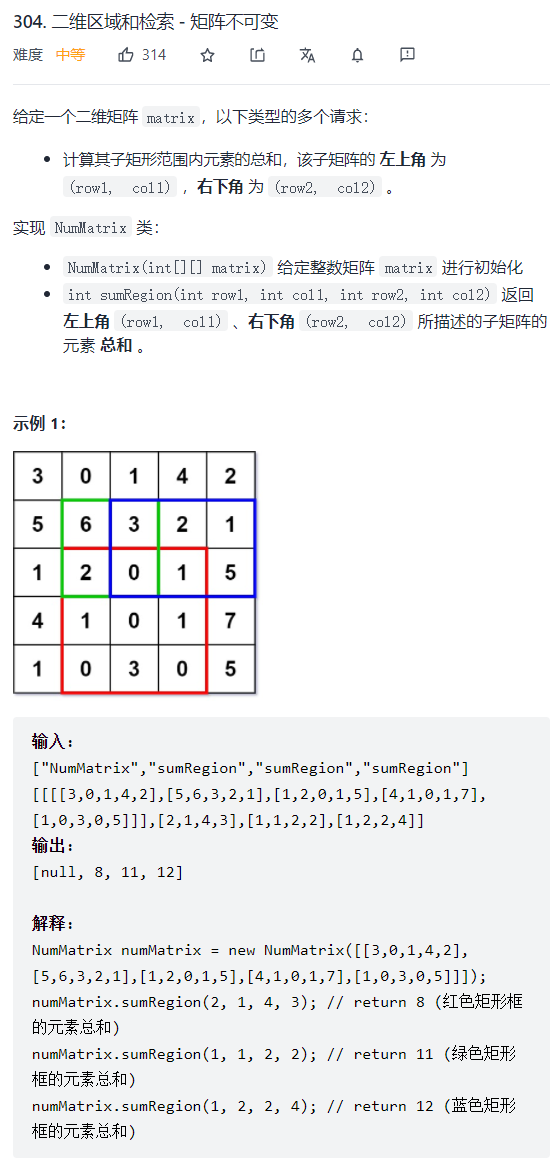 304. 二维区域和检索 - 矩阵不可变
难度 中等 314
给定一个二维矩阵 matrix，以下类型的多个请求：
计算其子矩形范围内元素的总和，该子矩阵的 左上角 为
(row1, col1) ，右下角 为 (row2, col2) 。
实现 NumMatrix 类：
NumMatrix(int[][] matrix) 给定整数矩阵 matrix 进行初始化
int sumRegion(int row1, int col1, int row2, int col2) 返回
左上角 (row1, col1) 、右下角 (row2, col2) 所描述的子矩阵的
元素 总和 。
示例 1：
3 0 1 4 2
5 6 3 2 1
1 2 0 1 5
4 1 0 1 7
1 0 3 0 5
输入:
["NumMatrix","sumRegion","sumRegion","sumRegion"]
[[[[3,0,1,4,2],[5,6,3,2,1],[1,2,0,1,5],[4,1,0,1,7],
[1,0,3,0,5]]],[2,1,4,3],[1,1,2,2],[1,2,2,4]]
输出:
[null, 8, 11, 12]
解释:
NumMatrix numMatrix = new NumMatrix([[3,0,1,4,2],
[5,6,3,2,1],[1,2,0,1,5],[4,1,0,1,7],[1,0,3,0,5]]]);
numMatrix.sumRegion(2, 1, 4, 3); // return 8 (红色矩形框
的元素总和)
numMatrix.sumRegion(1, 1, 2, 2); // return 11 (绿色矩形
框的元素总和)
numMatrix.sumRegion(1, 2, 2, 4); // return 12 (蓝色矩形
框的元素总和)